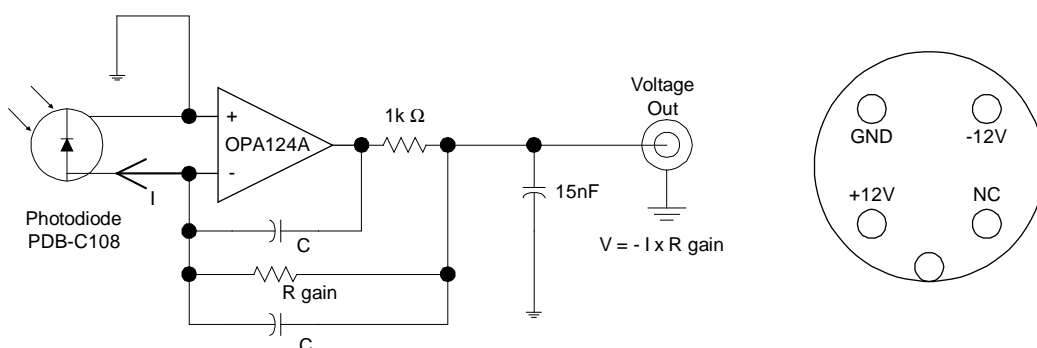 Voltage
Out
1k Ω
+
OPA124A
-
I
15nF
C
Photodiode
PDB-C108
V = - I x R gain
R gain
C
GND
-12V
+12V
NC